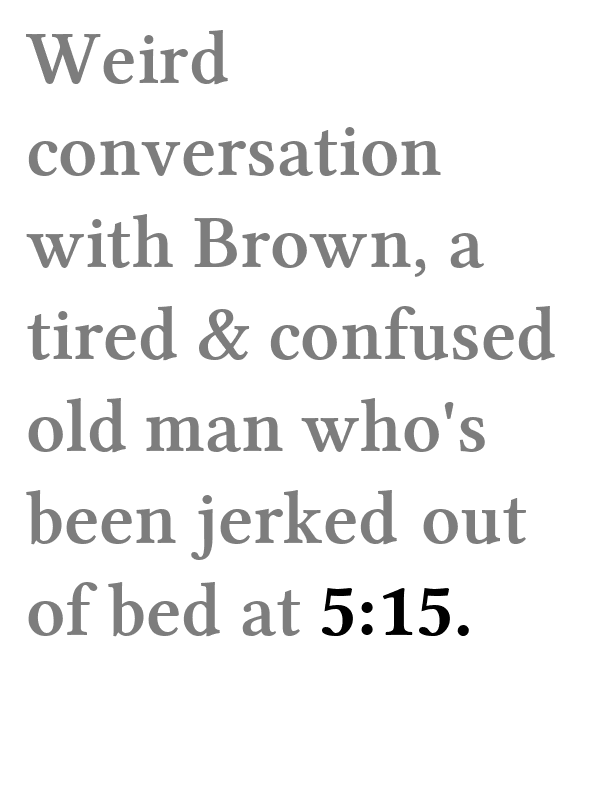 Weird
conversation
with Brown, a
tired & confused
old man who's
been jerked out
of bed at 5:15.